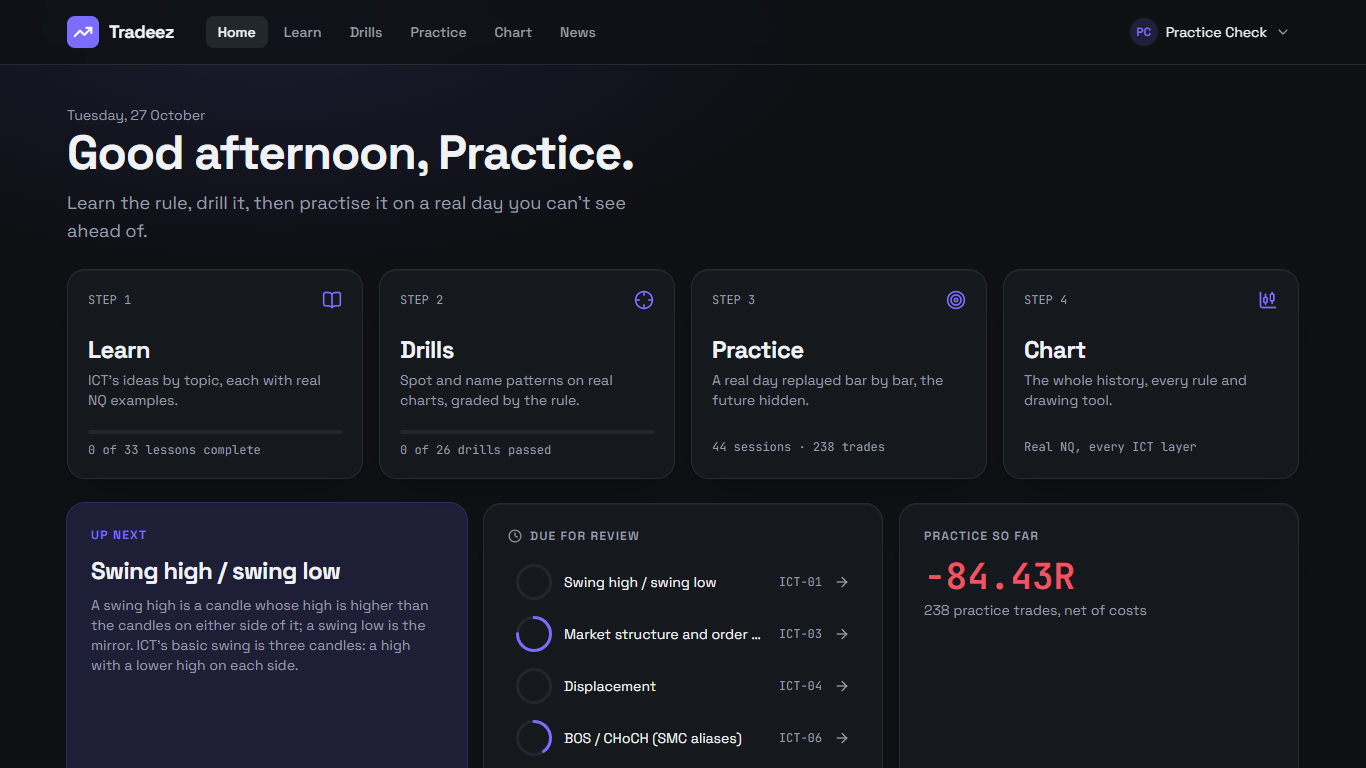 Tradeez
Home
Learn
Drills
Practice
Chart
News
PC
Practice Check
Tuesday, 27 October
Good afternoon, Practice.
Learn the rule, drill it, then practise it on a real day you can't see
ahead of.
STEP 1
Learn
ICT's ideas by topic, each with real
NQ examples.
0 of 33 lessons complete
STEP 2
Drills
Spot and name patterns on real
charts, graded by the rule.
0 of 26 drills passed
STEP 3
Practice
A real day replayed bar by bar, the
future hidden.
44 sessions · 238 trades
STEP 4
Chart
The whole history, every rule and
drawing tool.
Real NQ, every ICT layer
UP NEXT
Swing high / swing low
A swing high is a candle whose high is higher than
the candles on either side of it; a swing low is the
mirror. ICT's basic swing is three candles: a high
with a lower high on each side.
DUE FOR REVIEW
Swing high / swing low ICT-01
Market structure and order ... ICT-03
Displacement ICT-04
BOS / CHoCH (SMC aliases) ICT-06
PRACTICE SO FAR
-84.43R
238 practice trades, net of costs